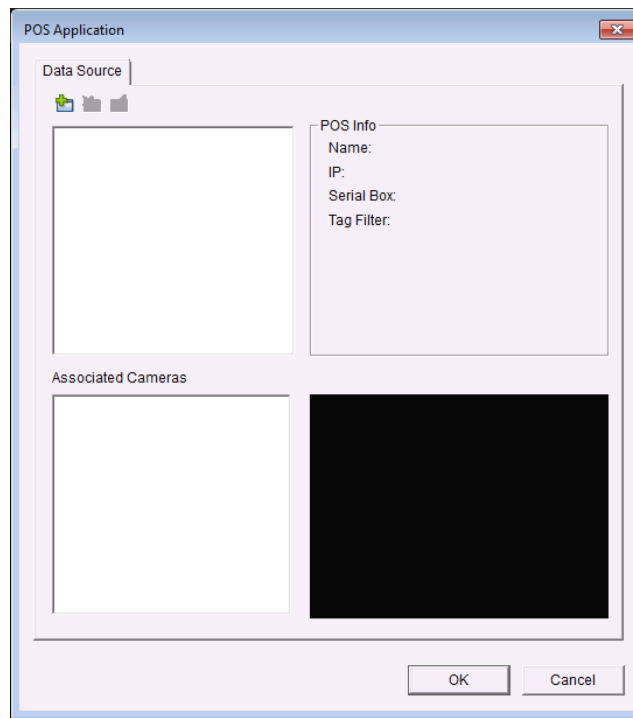 POS Application
Data Source
POS Info
Name:
IP:
Serial Box:
Tag Filter:
Associated Cameras
OK
Cancel